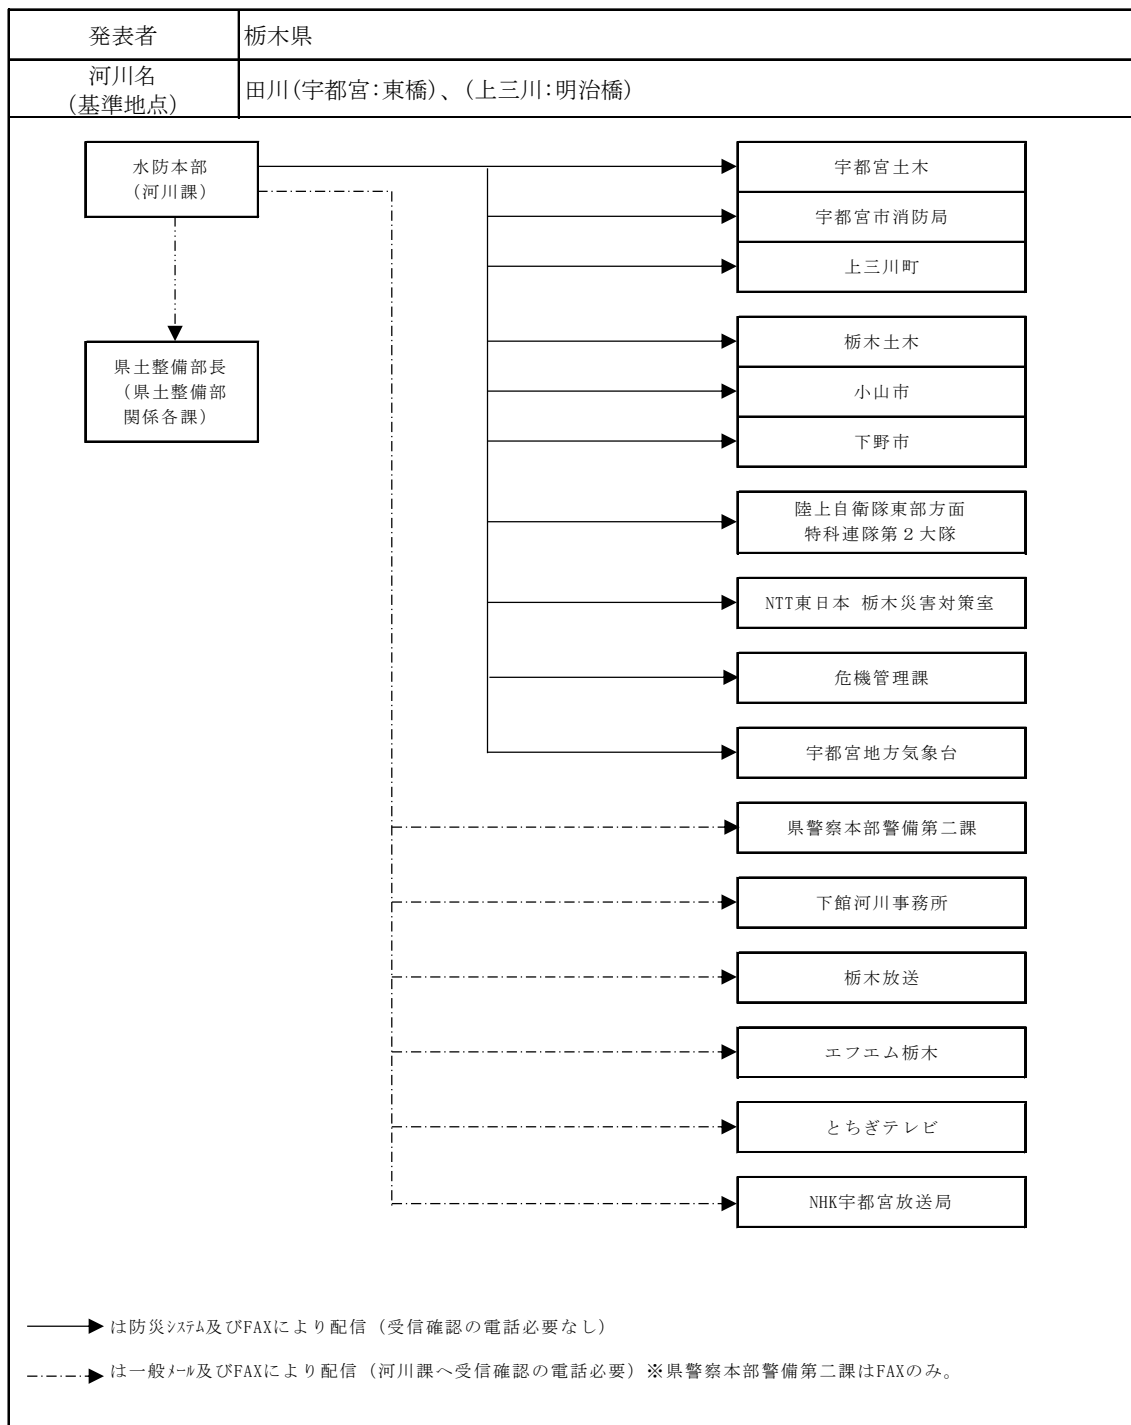 発表者
栃木県
河川名
(基準地点)
田川(宇都宮:東橋)、(上三川:明治橋)
水防本部
(河川課)
宇都宮土木
宇都宮市消防局
上三川町
県土整備部長
(県土整備部
関係各課)
栃木土木
小山市
下野市
陸上自衛隊東部方面
特科連隊第２大隊
NTT東日本 栃木災害対策室
危機管理課
宇都宮地方気象台
県警察本部警備第二課
下館河川事務所
栃木放送
エフエム栃木
とちぎテレビ
NHK宇都宮放送局
は防災ｼｽﾃﾑ及びFAXにより配信（受信確認の電話必要なし）
は一般ﾒｰﾙ及びFAXにより配信（河川課へ受信確認の電話必要）※県警察本部警備第二課はFAXのみ。